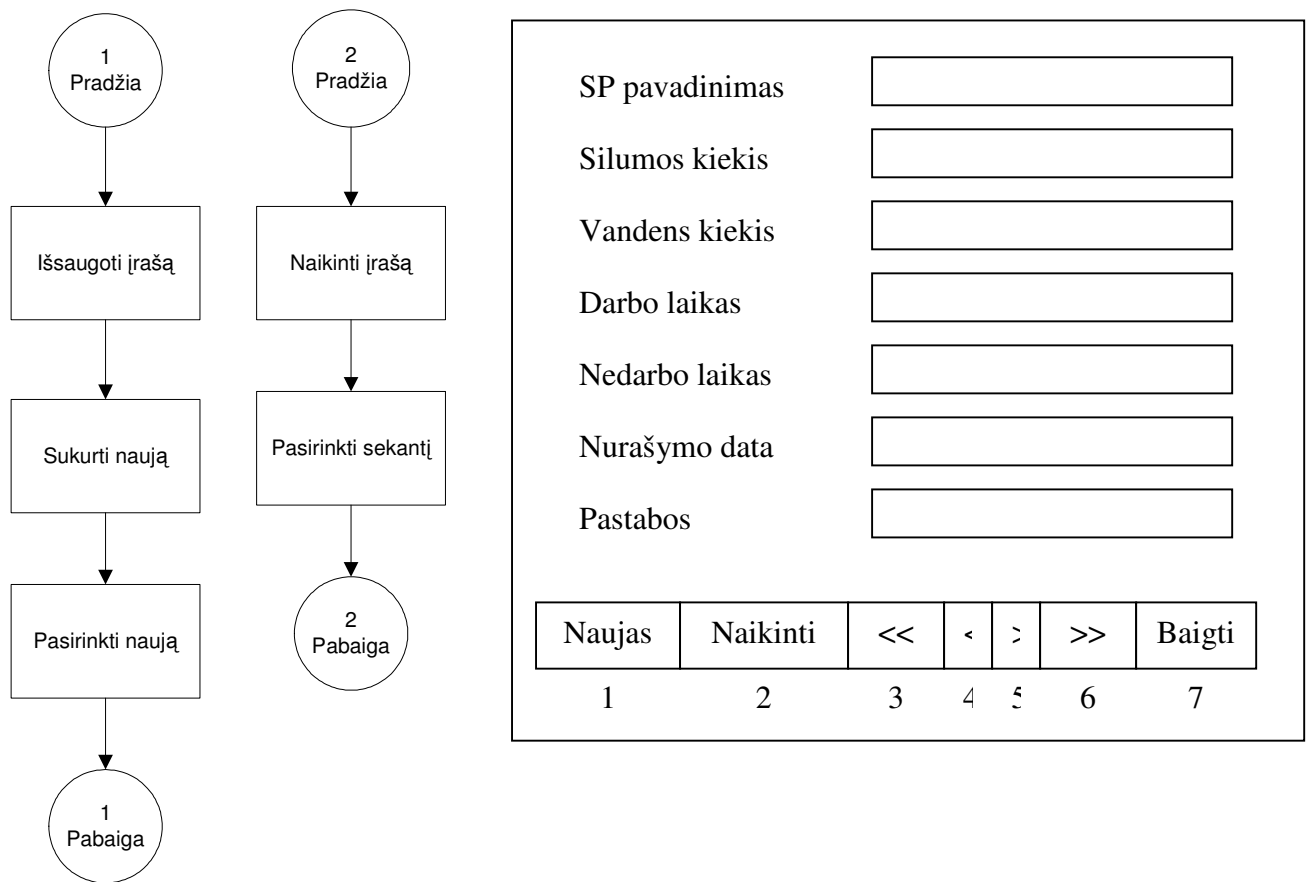 1
Pradžia
Išsaugoti įrašą
Sukurti naują
Pasirinkti naują
1
Pabaiga
2
Pradžia
Naikinti įrašą
Pasirinkti sekantį
2
Pabaiga
SP pavadinimas
Silumos kiekis
Vandens kiekis
Darbo laikas
Nedarbo laikas
Nurašymo data
Pastabos
Naujas Naikinti << < > >> Baigti
1 2 3 4 5 6 7